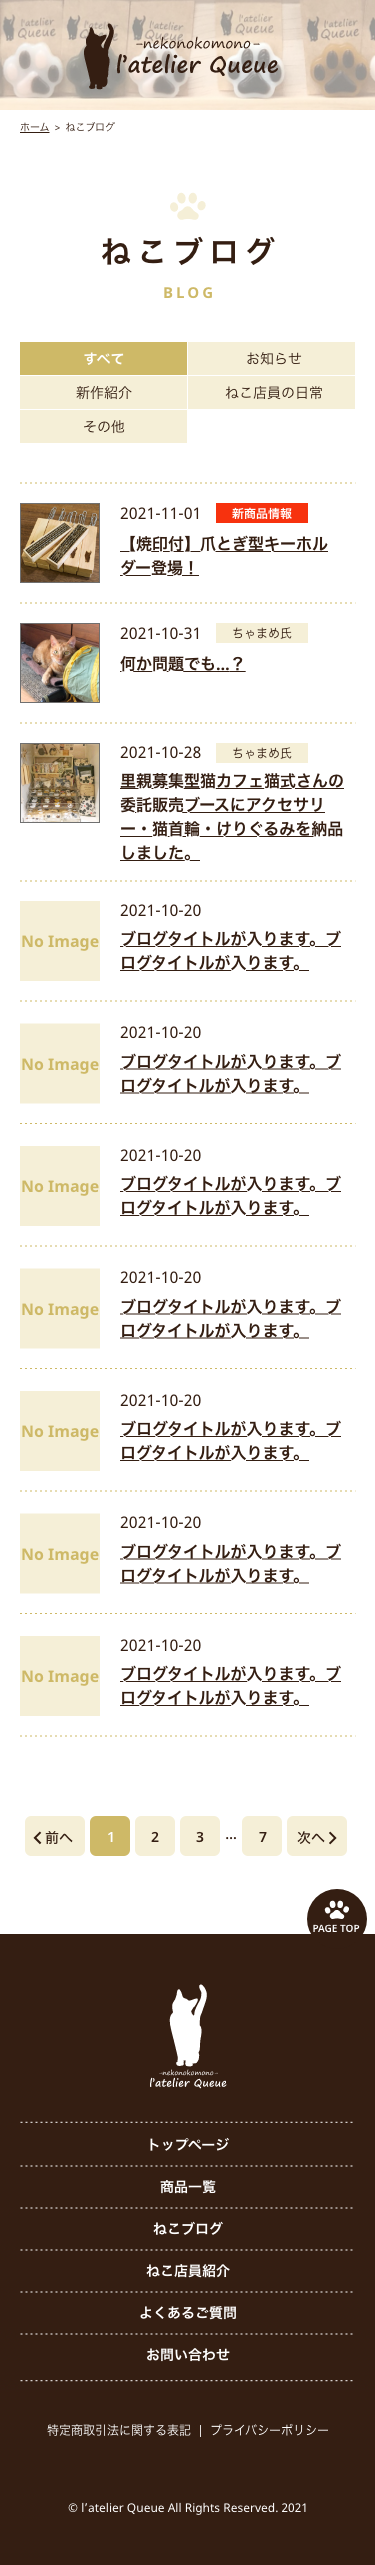 l'atelier Queue
–nekonokomono–
l'atelier Queue
ホーム > ねこブログ
ねこブログ
BLOG
すべて
お知らせ
新作紹介
ねこ店員の日常
その他
2021-11-01 新商品情報
【焼印付】爪とぎ型キーホル
ダー登場！
2021-10-31 ちゃまめ氏
何か問題でも…？
2021-10-28 ちゃまめ氏
里親募集型猫カフェ猫式さんの
委託販売ブースにアクセサリ
ー・猫首輪・けりぐるみを納品
しました。
No Image
2021-10-20
ブログタイトルが入ります。ブ
ログタイトルが入ります。
No Image
2021-10-20
ブログタイトルが入ります。ブ
ログタイトルが入ります。
No Image
2021-10-20
ブログタイトルが入ります。ブ
ログタイトルが入ります。
No Image
2021-10-20
ブログタイトルが入ります。ブ
ログタイトルが入ります。
No Image
2021-10-20
ブログタイトルが入ります。ブ
ログタイトルが入ります。
No Image
2021-10-20
ブログタイトルが入ります。ブ
ログタイトルが入ります。
No Image
2021-10-20
ブログタイトルが入ります。ブ
ログタイトルが入ります。
前へ 1 2 3 … 7 次へ
PAGE TOP
–nekonokomono–
l'atelier Queue
トップページ
商品一覧
ねこブログ
ねこ店員紹介
よくあるご質問
お問い合わせ
特定商取引法に関する表記 | プライバシーポリシー
© l'atelier Queue All Rights Reserved. 2021